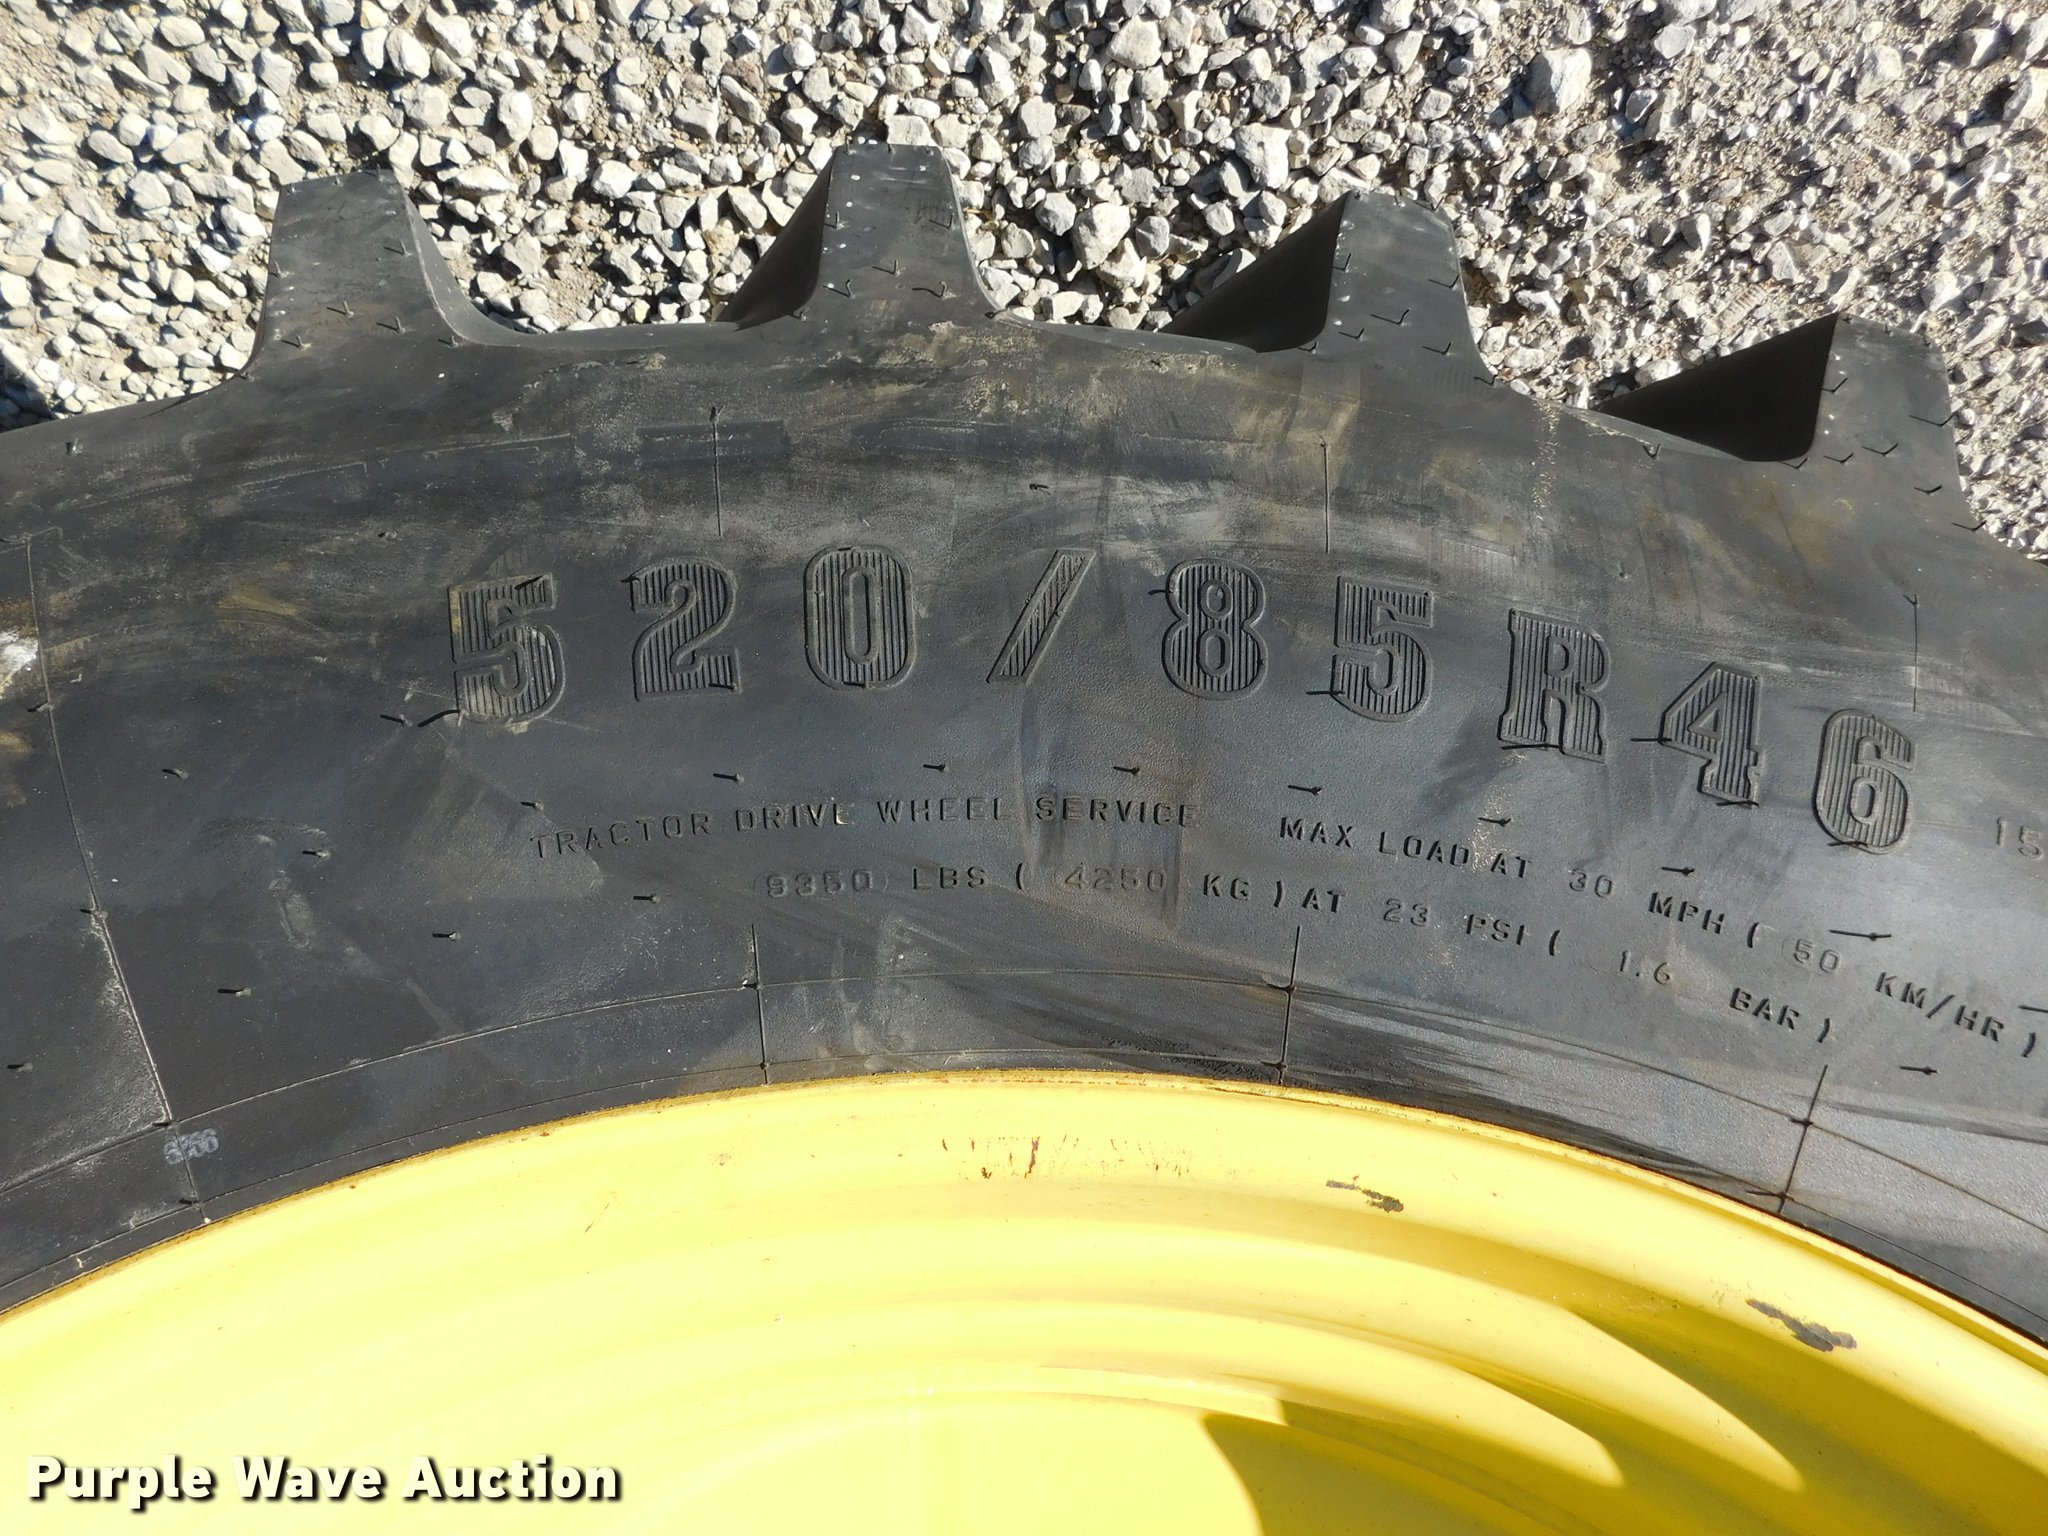 520/85R46
15
TRACTOR DRIVE WHEEL SERVICE MAX LOAD AT 30 MPH ( 50 KM/HR )
9350 LBS ( 4250 KG ) AT 23 PSI ( 1.6 BAR )
Purple Wave Auction